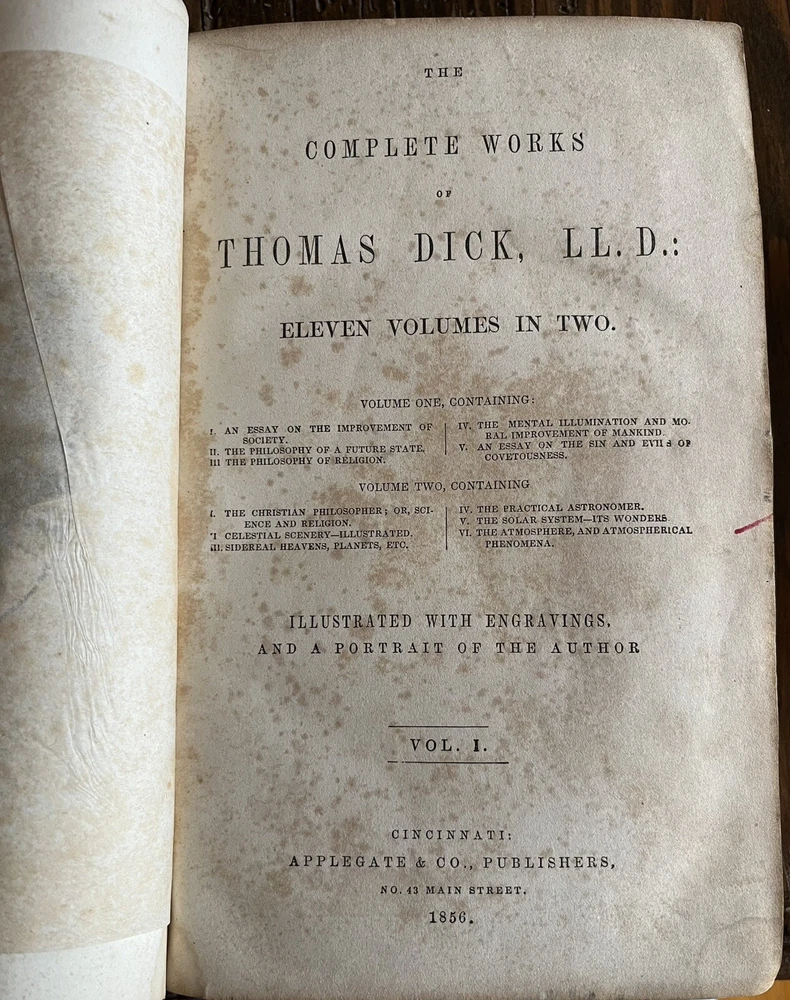 THE
COMPLETE WORKS
OF
THOMAS DICK, LL. D.:
ELEVEN VOLUMES IN TWO.
VOLUME ONE, CONTAINING:
I. AN ESSAY ON THE IMPROVEMENT OF
SOCIETY.
II. THE PHILOSOPHY OF A FUTURE STATE.
III THE PHILOSOPHY OF RELIGION.
IV. THE MENTAL ILLUMINATION AND MO-
RAL IMPROVEMENT OF MANKIND.
V. AN ESSAY ON THE SIN AND EVILS OF
COVETOUSNESS.
VOLUME TWO, CONTAINING
I. THE CHRISTIAN PHILOSOPHER; OR, SCI-
ENCE AND RELIGION.
'I CELESTIAL SCENERY—ILLUSTRATED.
III. SIDEREAL HEAVENS, PLANETS, ETC.
IV. THE PRACTICAL ASTRONOMER.
V. THE SOLAR SYSTEM—ITS WONDERS
VI. THE ATMOSPHERE, AND ATMOSPHERICAL
PHENOMENA.
ILLUSTRATED WITH ENGRAVINGS,
AND A PORTRAIT OF THE AUTHOR
VOL. I.
CINCINNATI:
APPLEGATE & CO., PUBLISHERS,
NO. 43 MAIN STREET.
1856.